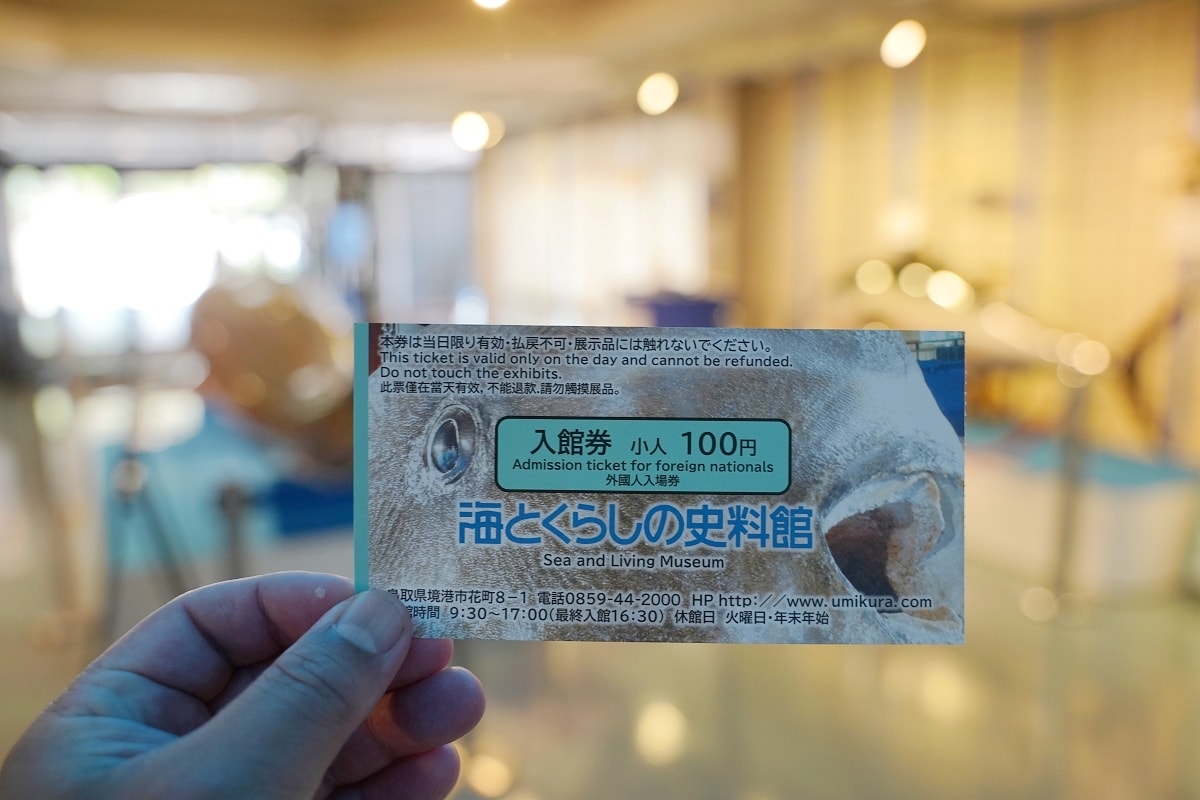 本券は当日限り有効・払戻不可・展示品には触れないでください。
This ticket is valid only on the day and cannot be refunded.
Do not touch the exhibits.
此票僅在當天有效，不能退款，請勿觸摸展品。
入館券 小人 100円
Admission ticket for foreign nationals
外國人入場券
海とくらしの史料館
Sea and Living Museum
鳥取県境港市花町8－1 電話0859-44-2000 HP http://www.umikura.com
館時間 9:30～17:00(最終入館16:30) 休館日 火曜日・年末年始